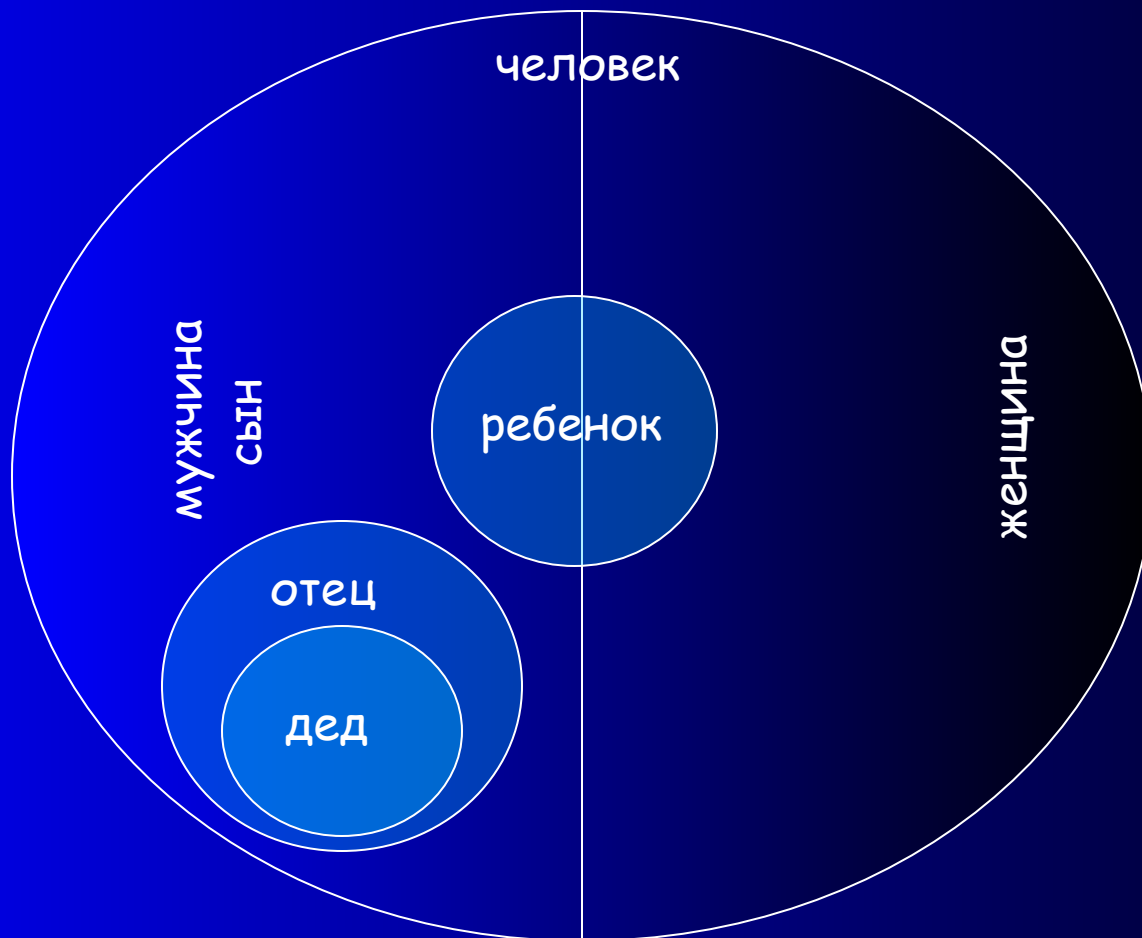 человек
мужчина
сын
ребенок
женщина
отец
дед